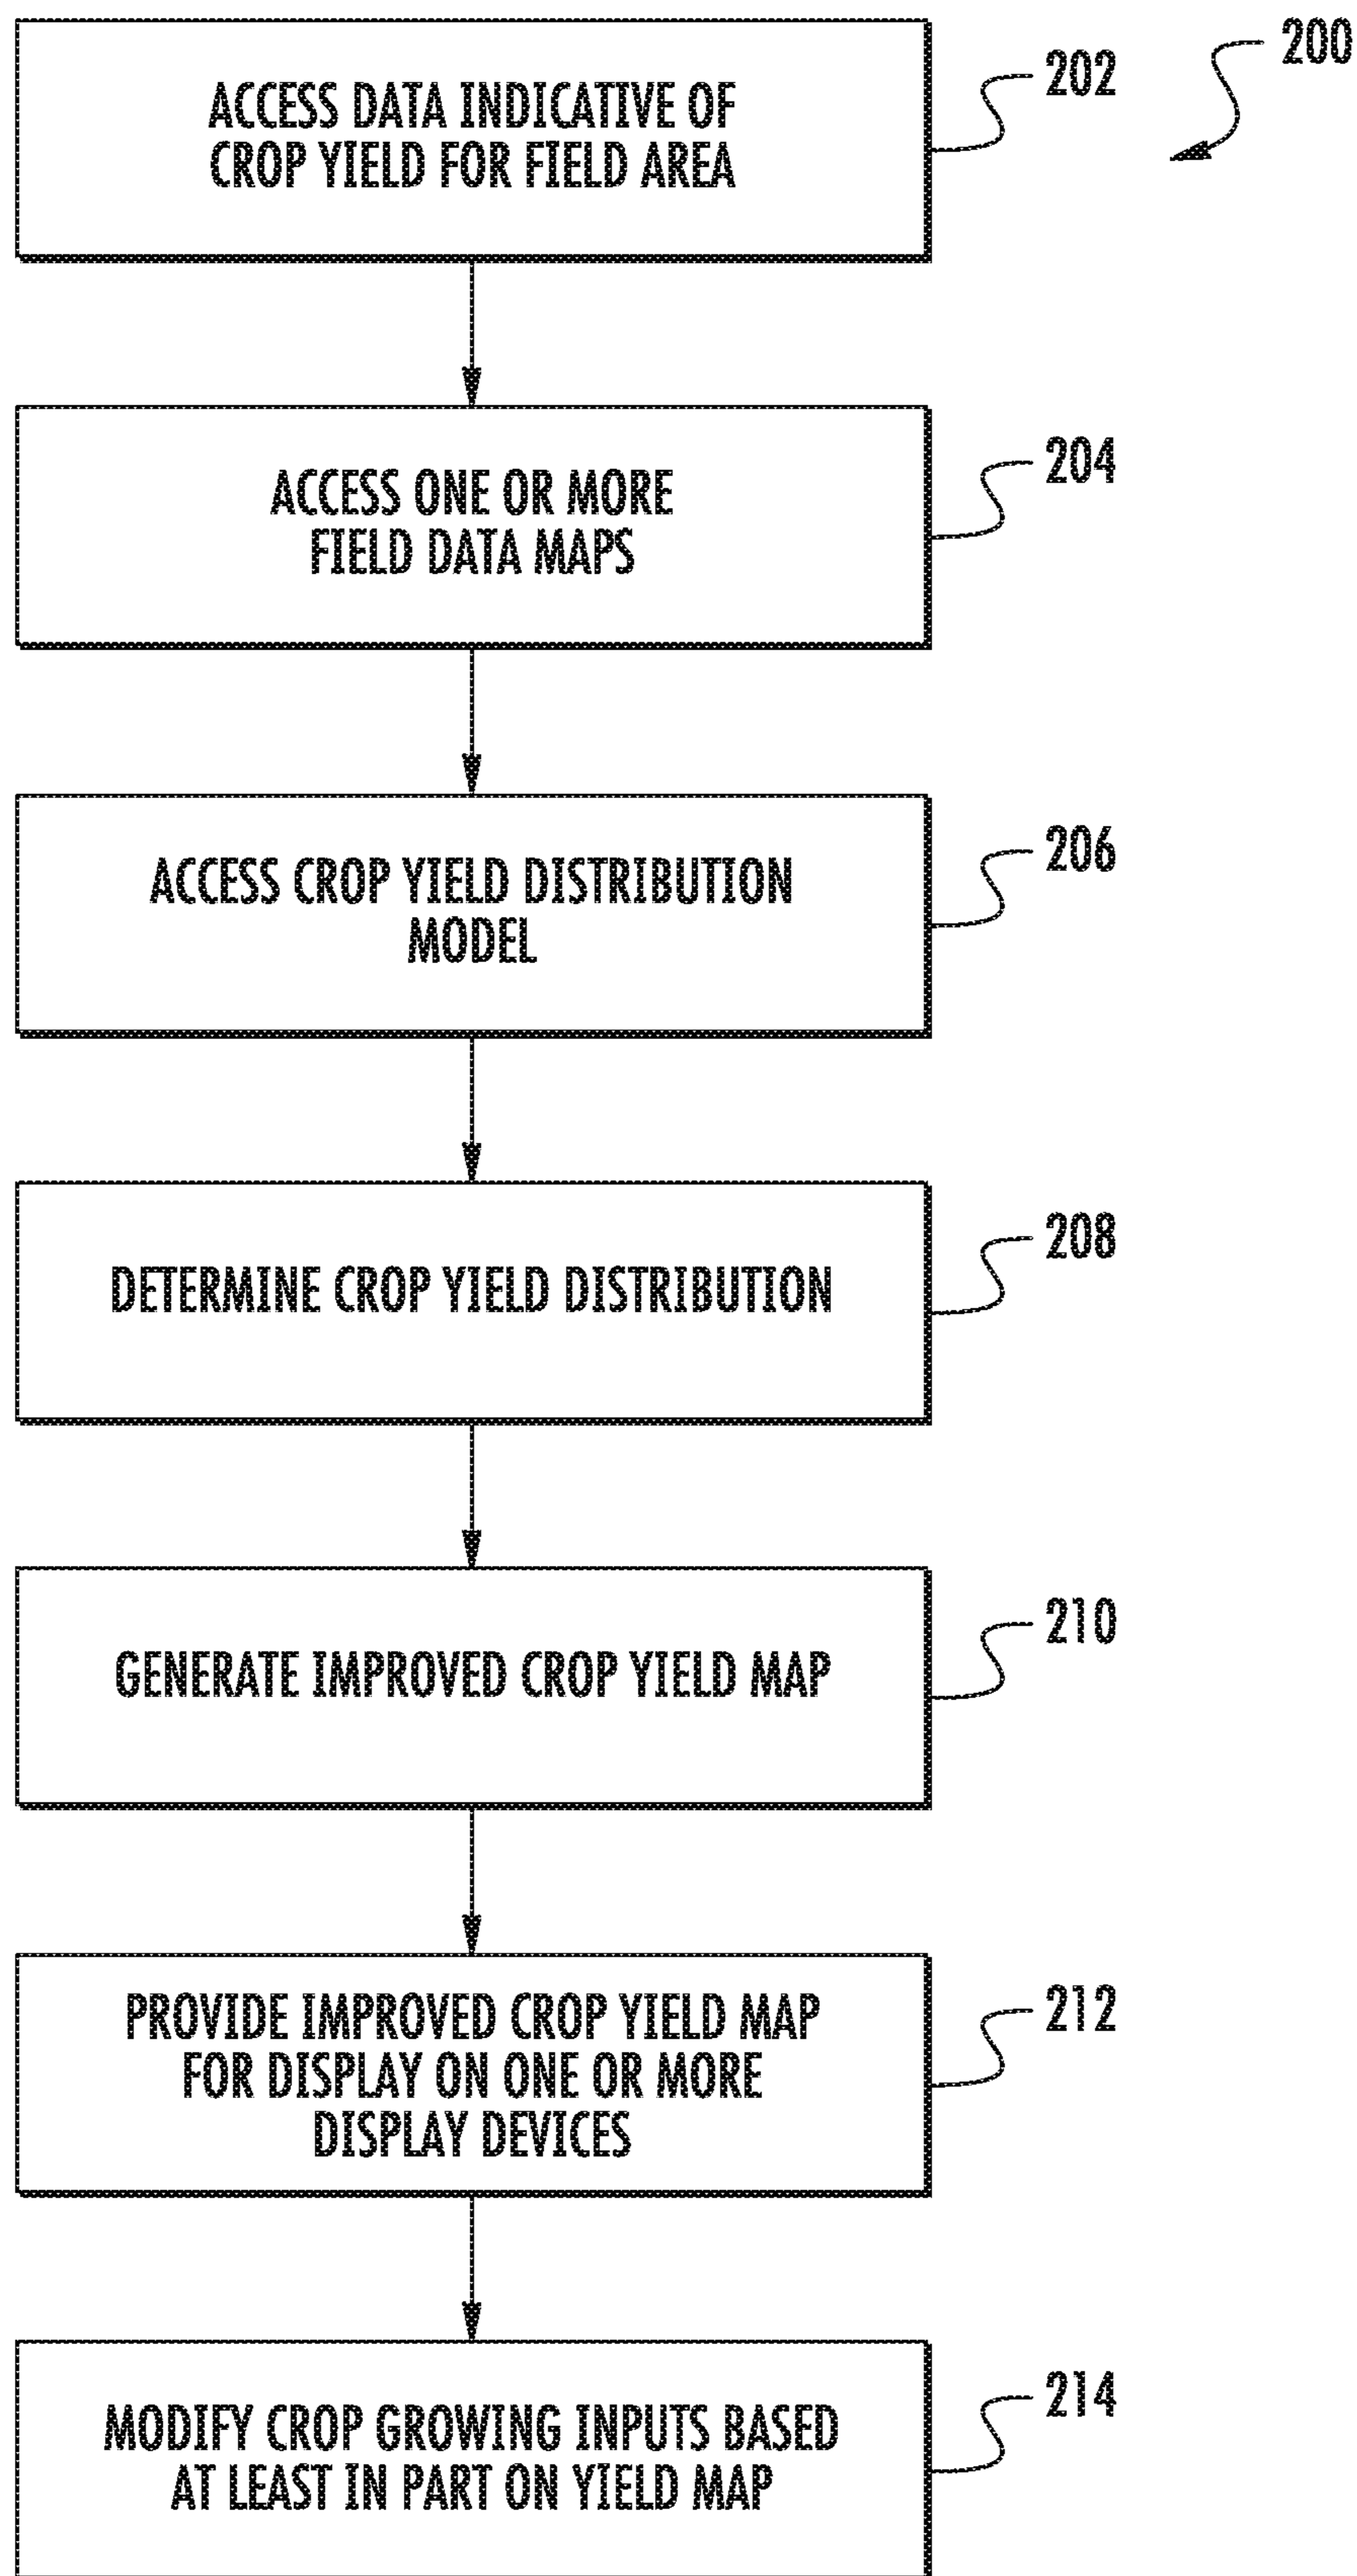 200
202
ACCESS DATA INDICATIVE OF
CROP YIELD FOR FIELD AREA
204
ACCESS ONE OR MORE
FIELD DATA MAPS
206
ACCESS CROP YIELD DISTRIBUTION
MODEL
208
DETERMINE CROP YIELD DISTRIBUTION
210
GENERATE IMPROVED CROP YIELD MAP
212
PROVIDE IMPROVED CROP YIELD MAP
FOR DISPLAY ON ONE OR MORE
DISPLAY DEVICES
214
MODIFY CROP GROWING INPUTS BASED
AT LEAST IN PART ON YIELD MAP